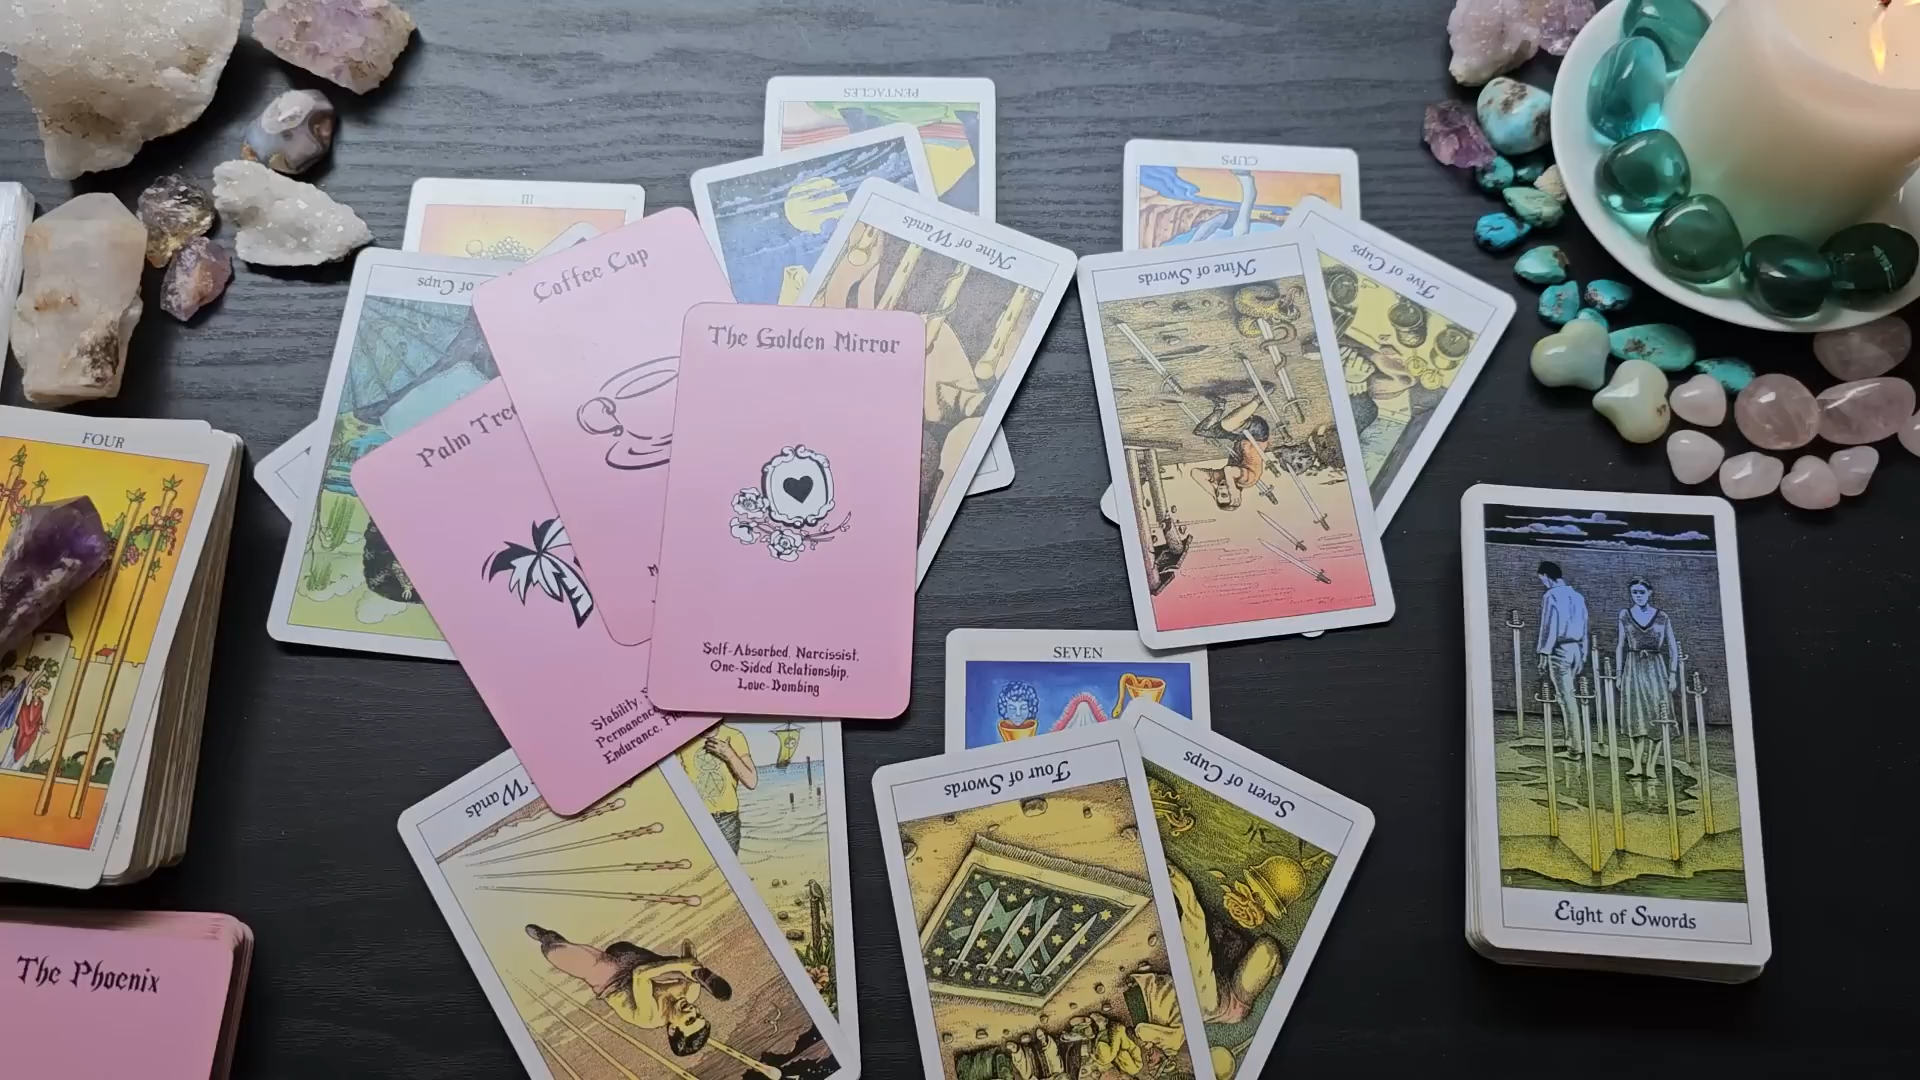 PENTACLES
CUPS
III
Nine of Wands
Nine of Swords
Five of Cups
of Cups
Coffee Cup
The Golden Mirror
Palm Tree
FOUR
Self-Absorbed, Narcissist,
One-Sided Relationship,
Love-Bombing
Stability,
Permanence
Endurance,
SEVEN
Wands
Four of Swords
Seven of Cups
Eight of Swords
The Phoenix